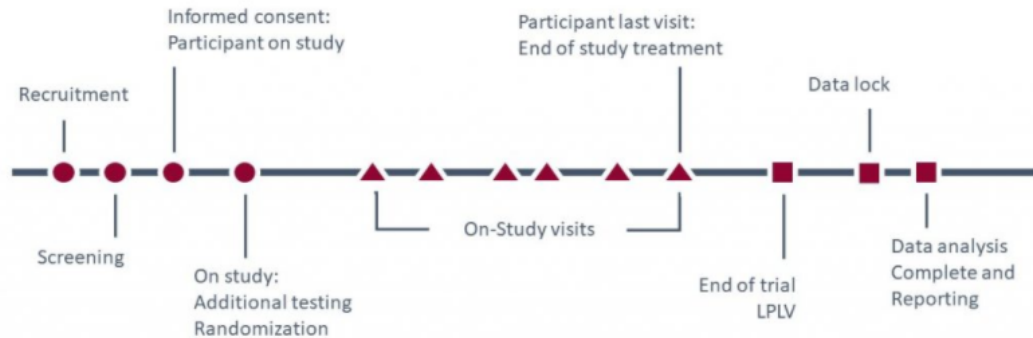 Informed consent:
Participant on study
Participant last visit:
End of study treatment
Recruitment
Data lock
Screening
On-Study visits
On study:
Additional testing
Randomization
End of trial
LPLV
Data analysis
Complete and
Reporting